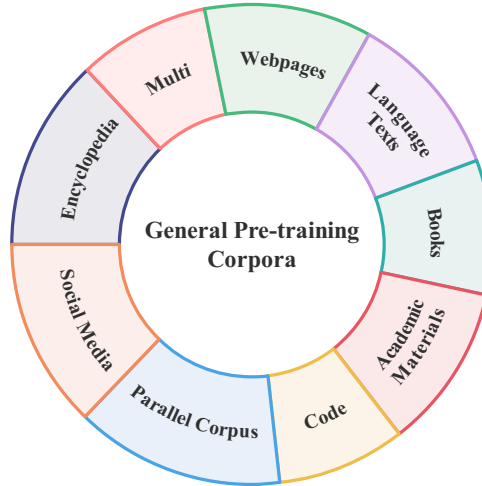 Webpages
Language
Texts
Books
Academic
Materials
Code
Parallel Corpus
Social Media
Encyclopedia
Multi
General Pre-training
Corpora